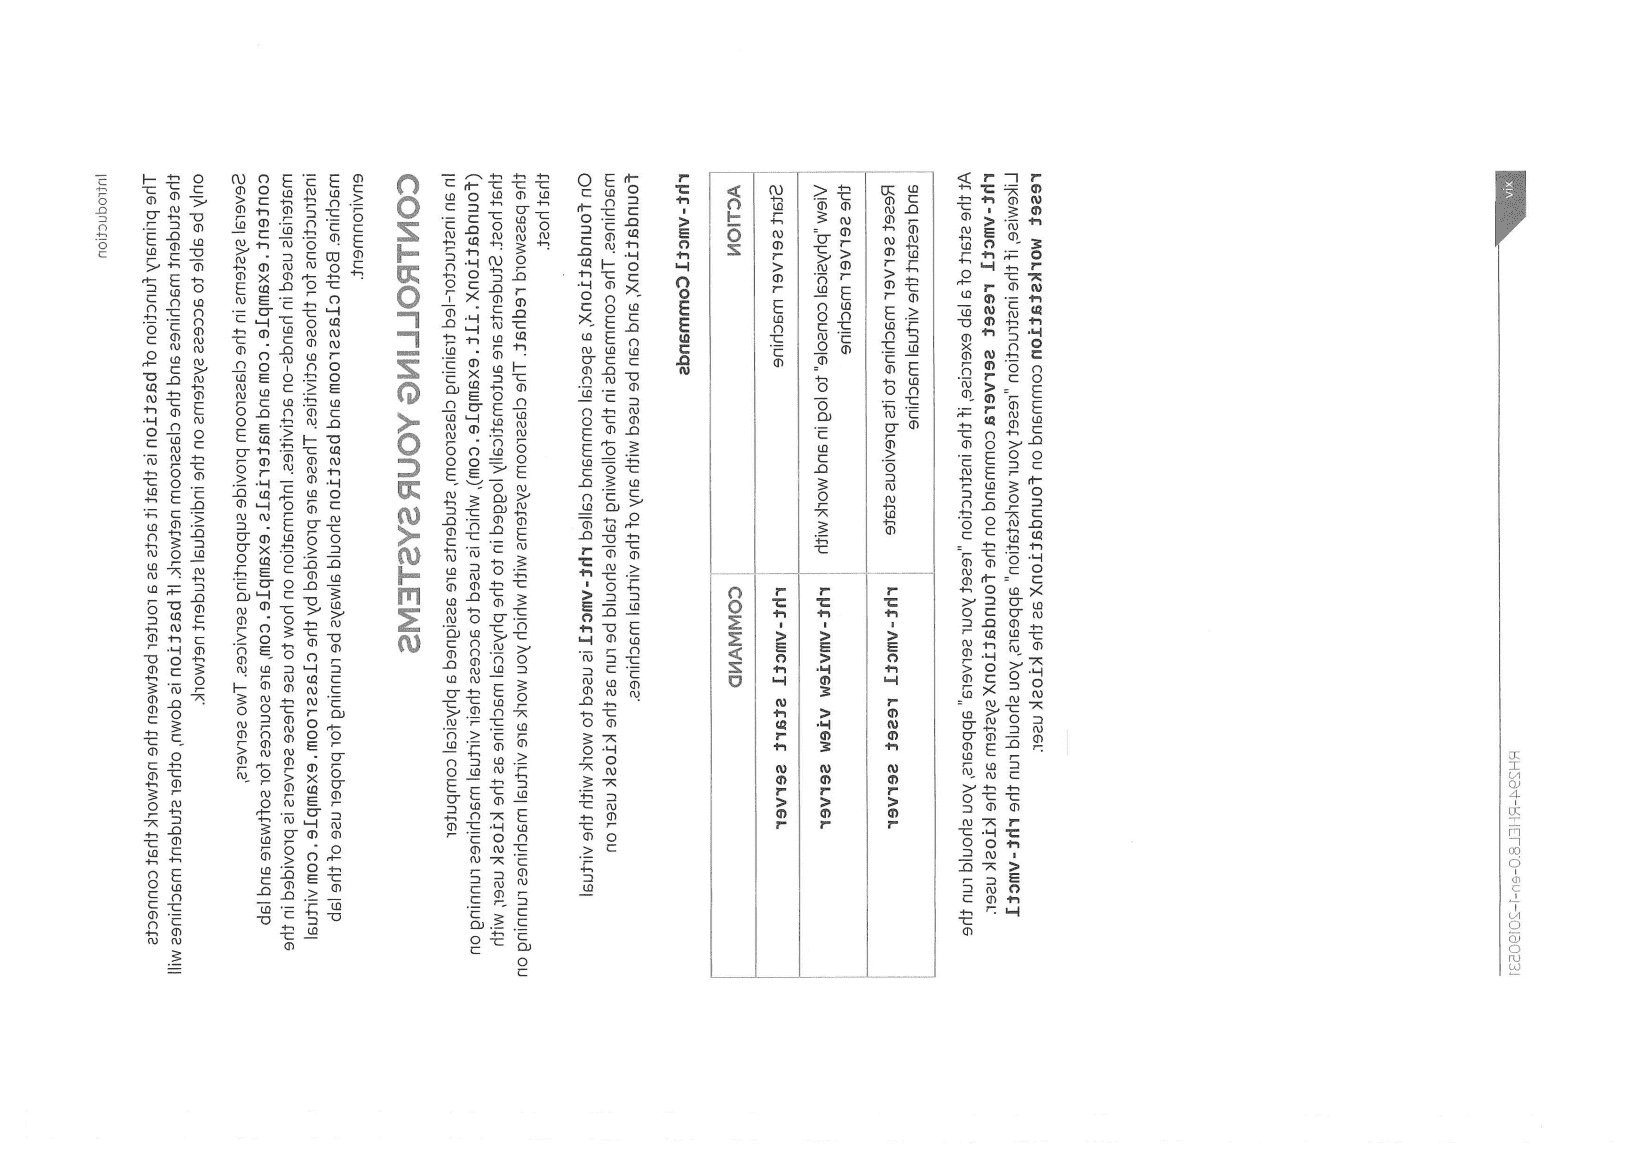 Introduction
The primary function of bastion is that it acts as a router between the network that connects
the student machines and the classroom network. If bastion is down, other student machines will
only be able to access systems on the individual student network.
Several systems in the classroom provide supporting services. Two servers,
content.example.com and materials.example.com are sources for software and lab
materials used in hands-on activities. Information on how to use these servers is provided in the
instructions for those activities. These are provided by the classroom.example.com virtual
machine. Both classroom and bastion should always be running for proper use of the lab
environment.
CONTROLLING YOUR SYSTEMS
In an instructor-led training classroom, students are assigned a physical computer
(foundationX.ilt.example.com), which is used to access their virtual machines running on
that host. Students are automatically logged in to the physical machine as the kiosk user, with
the password redhat. The classroom systems with which you work are virtual machines running on
that host.
On foundationX, a special command called rht-vmctl is used to work with the virtual
machines. The commands in the following table should be run as the kiosk user on
foundationX, and can be used with any of the virtual machines.
rht-vmctl Commands
ACTION COMMAND
Start server machine rht-vmctl start server
View "physical console" to log in and work with rht-vmview view server
the server machine
Reset server machine to its previous state rht-vmctl reset server
and restart the virtual machine
At the start of a lab exercise, if the instruction "reset your servera" appears, you should run the
rht-vmctl reset servera command on the foundationX system as the kiosk user.
Likewise, if the instruction "reset your workstation" appears, you should run the rht-vmctl
reset workstation command on foundationX as the kiosk user.
xiv
RH294-RHEL8.0-en-1-20190531